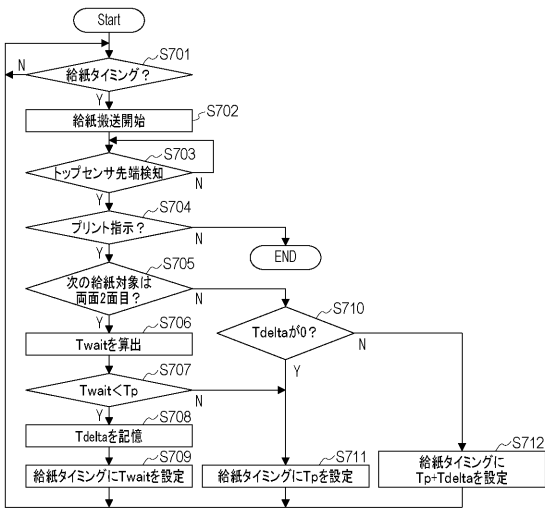 Start
S701
給紙タイミング？
N
Y
S702
給紙搬送開始
S703
トップセンサ先端検知
N
Y
S704
プリント指示？
N
Y
END
S705
次の給紙対象は
両面2面目？
N
Y
S706
Twaitを算出
S710
Tdeltaが0？
N
Y
S707
Twait<Tp
N
Y
S708
Tdeltaを記憶
S709
給紙タイミングにTwaitを設定
S711
給紙タイミングにTpを設定
S712
給紙タイミングに
Tp+Tdeltaを設定